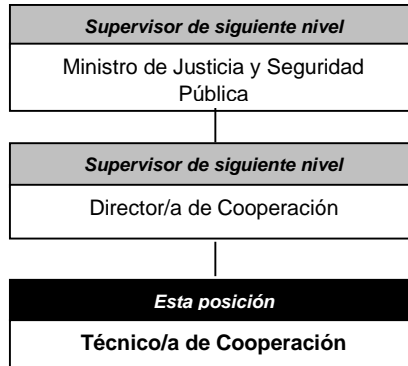 Supervisor de siguiente nivel
Ministro de Justicia y Seguridad
Pública
Supervisor de siguiente nivel
Director/a de Cooperación
Esta posición
Técnico/a de Cooperación